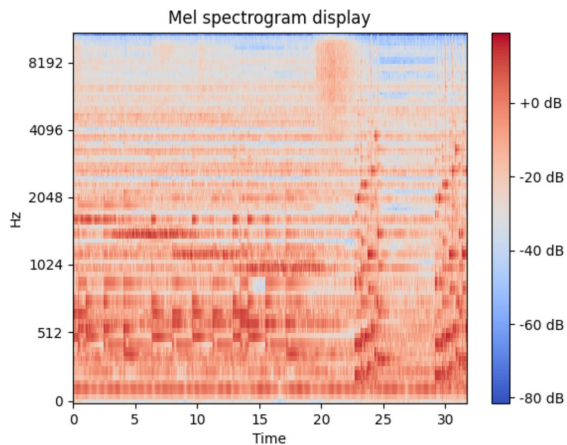 Mel spectrogram display
8192
4096
2048
1024
512
0
Hz
0 5 10 15 20 25 30
Time
+0 dB
-20 dB
-40 dB
-60 dB
-80 dB